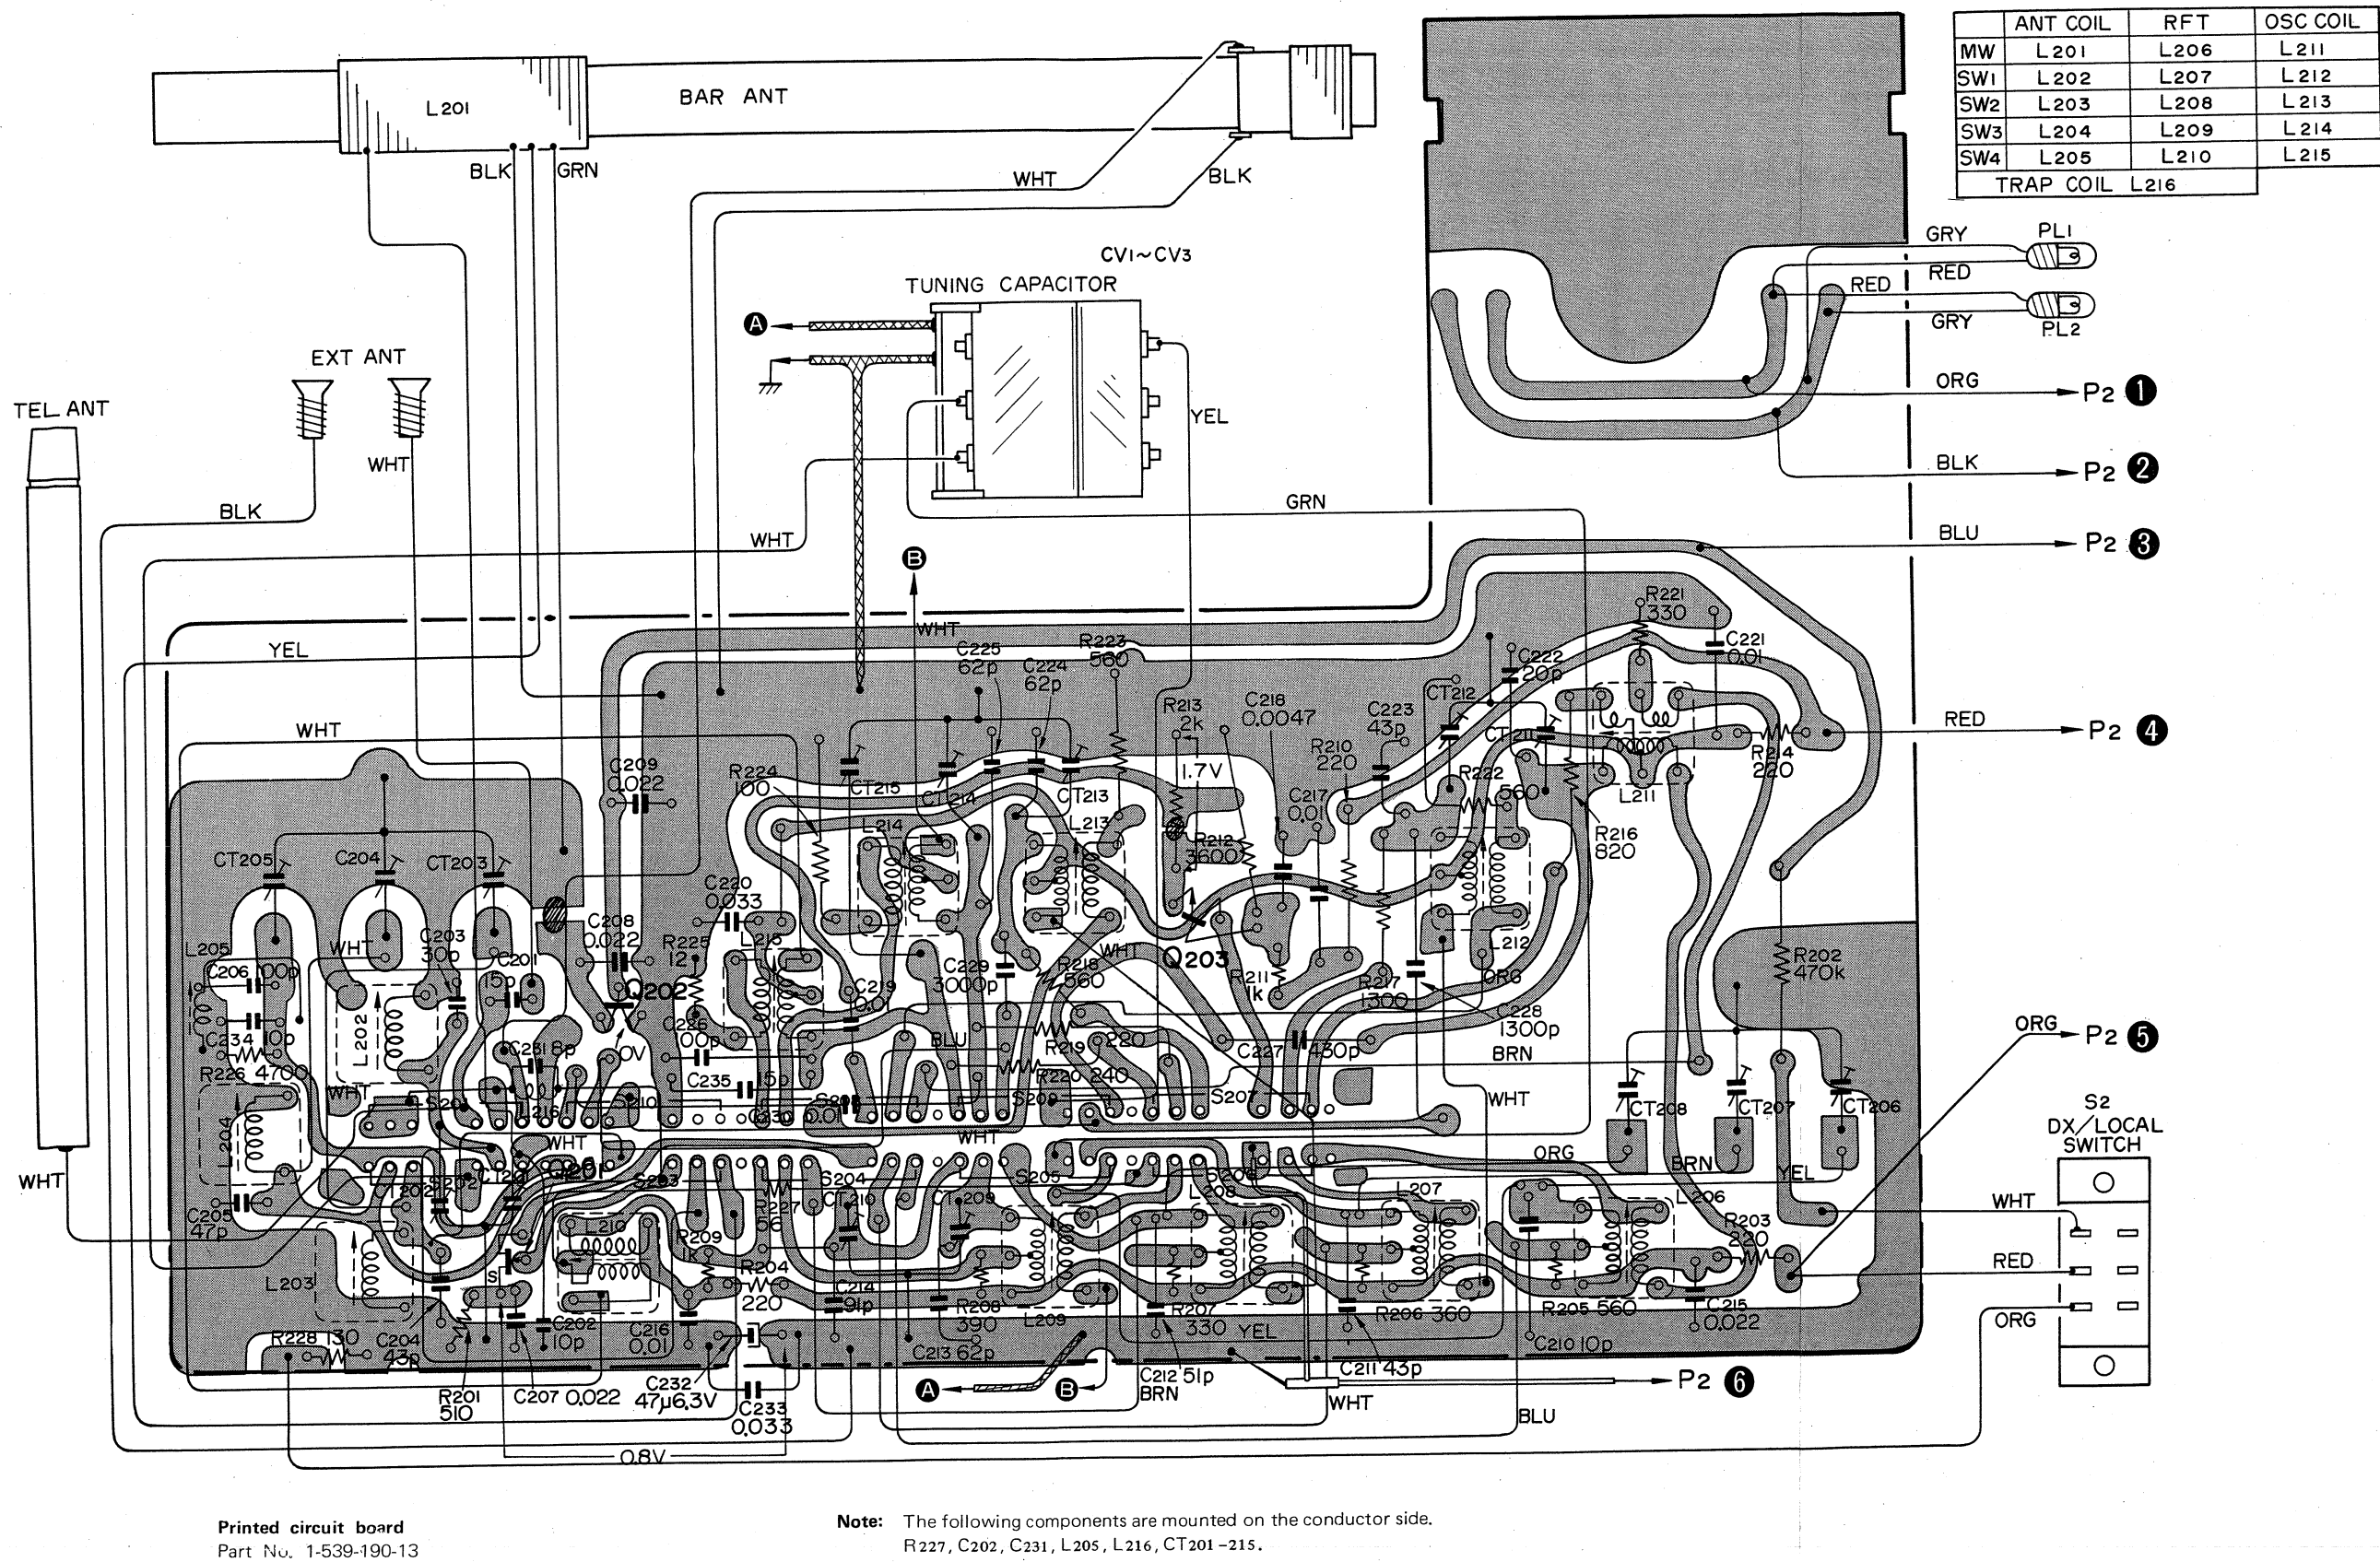 ANT COIL RFT OSC COIL
MW L201 L206 L211
SW1 L202 L207 L212
SW2 L203 L208 L213
SW3 L204 L209 L214
SW4 L205 L210 L215
TRAP COIL L216
L201
BAR ANT
BLK
GRN
WHT
BLK
CV1~CV3
TUNING CAPACITOR
A
YEL
GRY
PL1
RED
RED
GRY
PL2
ORG
P2 1
BLK
P2 2
BLU
P2 3
EXT ANT
TEL ANT
WHT
BLK
WHT
GRN
B
WHT
YEL
WHT
C225
62p
C224
62p
R223
560
R221
330
C221
0.01
C222
20p
CT212
R213
2k
C218
0.0047
C223
43p
R210
220
CT211
RED
P2 4
R214
220
1.7V
R222
560
L211
C209
0.022
R224
100
CT215
CT214
CT213
C217
0.01
L214
L213
R212
3600
R216
820
CT205
C204
CT203
C220
0.033
C208
0.022
L205
WHT
C203
30p
C201
15p
R225
12
L215
WHT
Q203
L212
R202
470k
C206
C229
3000p
R218
560
R211
1k
ORG
R217
1300
Q202
C219
0.01
C228
1300p
C234
10p
C226
L202
C231 8p
0V
BLU
R219
220
C227
430p
BRN
ORG
P2 5
R226
4700
WHT
C235
15p
R220 240
WHT
S201
L216
S210
C230
0.01
S208
S209
S207
CT208
CT207
CT206
S2
DX/LOCAL
SWITCH
L204
WHT
Q201
WHT
ORG
BRN
YEL
WHT
S202
CT201
CT202
S203
S204
S205
S206
C205
47p
R227
56
CT210
CT209
L208
L207
L206
WHT
L210
R209
1k
R203
220
L203
S
R204
220
C214
91p
RED
R208
390
L209
R207
330
R206 360
R205 560
C215
0.022
ORG
R228 130
C204
43p
C202
10p
C216
0.01
YEL
C213 62p
C210 10p
R201
510
C207 0.022
C232
47μ6.3V
A
B
C212 51p
BRN
C211 43p
P2 6
WHT
C233
0.033
BLU
0.8V
Printed circuit board
Part No. 1-539-190-13
Note: The following components are mounted on the conductor side.
R227, C202, C231, L205, L216, CT201-215.